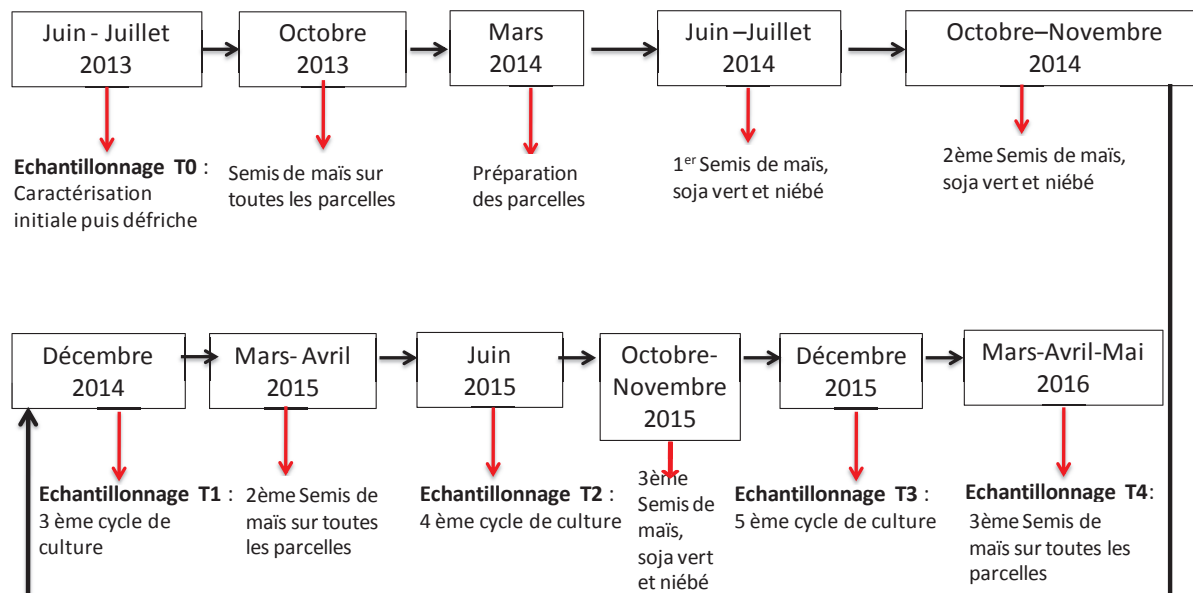 Juin - Juillet
2013
Octobre
2013
Mars
2014
Juin –Juillet
2014
Octobre–Novembre
2014
Echantillonnage T0 :
Caractérisation
initiale puis défriche
Semis de maïs sur
toutes les parcelles
Préparation
des parcelles
1er Semis de maïs,
soja vert et niébé
2ème Semis de maïs,
soja vert et niébé
Décembre
2014
Mars- Avril
2015
Juin
2015
Octobre-
Novembre
2015
Décembre
2015
Mars-Avril-Mai
2016
Echantillonnage T1 :
3 ème cycle de
culture
2ème Semis de
maïs sur toutes
les parcelles
Echantillonnage T2 :
4 ème cycle de culture
3ème
Semis de
maïs,
soja vert
et niébé
Echantillonnage T3 :
5 ème cycle de culture
Echantillonnage T4:
3ème Semis de
maïs sur toutes les
parcelles